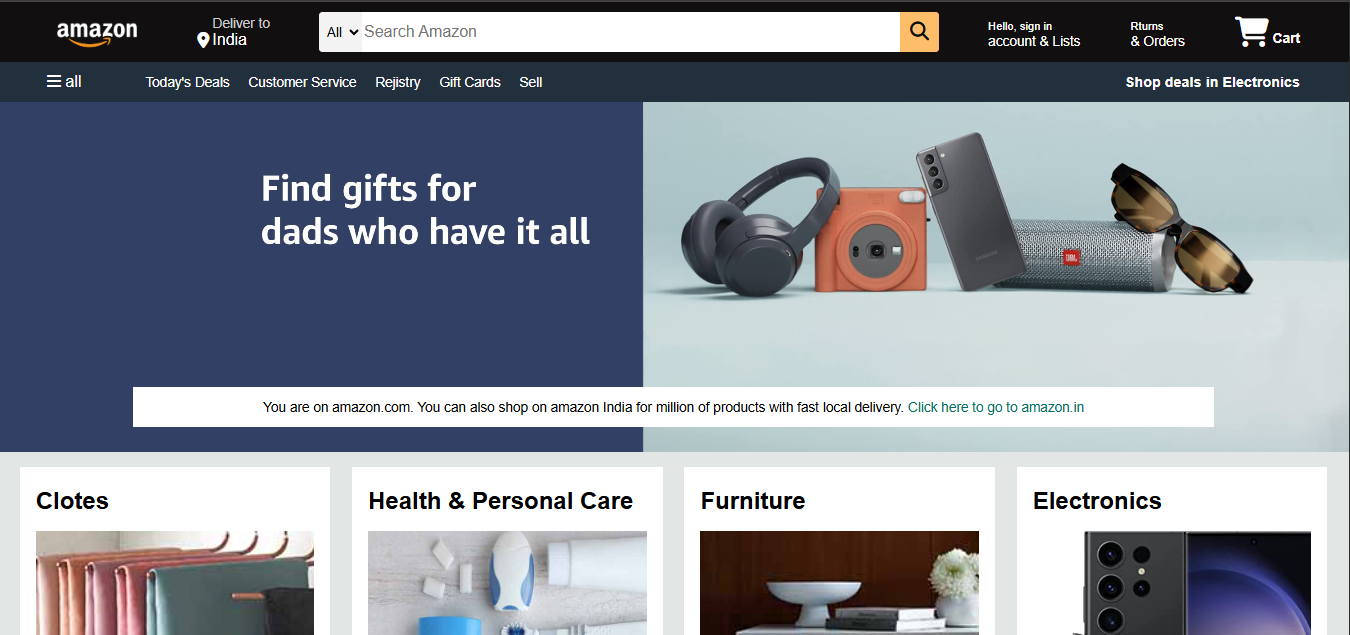 amazon
Deliver to
India
All
Search Amazon
Hello, sign in
account & Lists
Rturns
& Orders
Cart
all
Today's Deals
Customer Service
Rejistry
Gift Cards
Sell
Shop deals in Electronics
Find gifts for
dads who have it all
JBL
SAMSUNG
You are on amazon.com. You can also shop on amazon India for million of products with fast local delivery. Click here to go to amazon.in
Clotes
Health & Personal Care
Furniture
Electronics